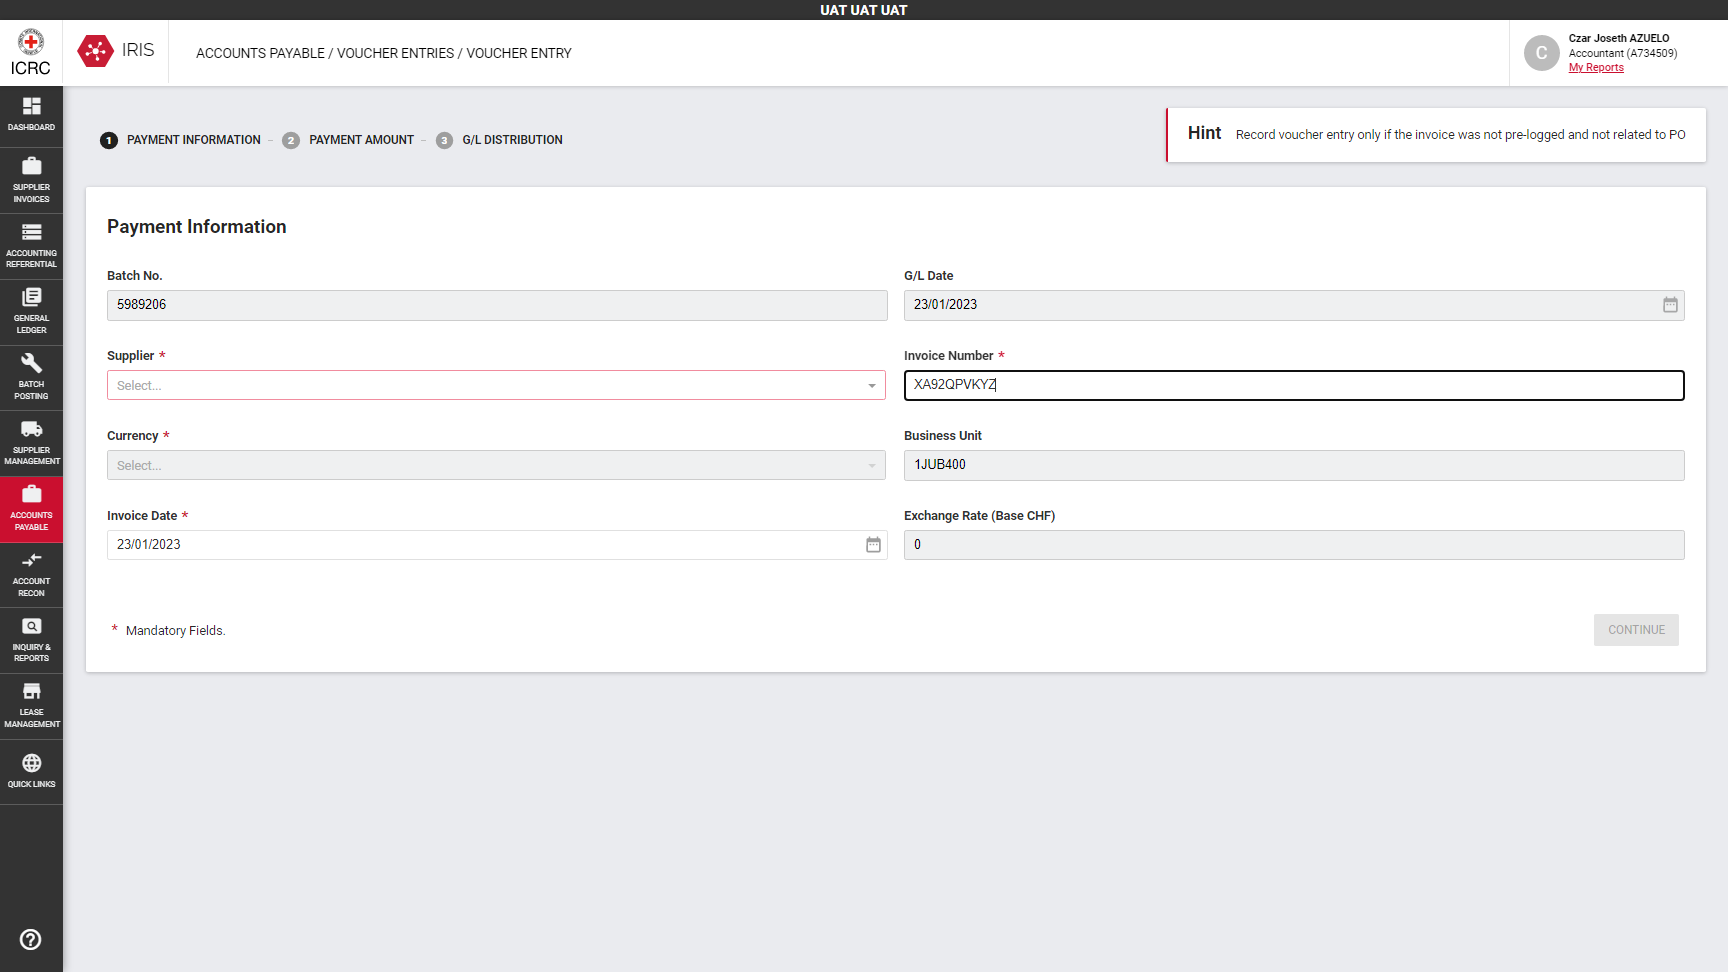 UAT UAT UAT
ICRC
IRIS
ACCOUNTS PAYABLE / VOUCHER ENTRIES / VOUCHER ENTRY
C
Czar Joseth AZUELO
Accountant (A734509)
My Reports
DASHBOARD
SUPPLIER
INVOICES
ACCOUNTING
REFERENTIAL
GENERAL
LEDGER
BATCH
POSTING
SUPPLIER
MANAGEMENT
ACCOUNTS
PAYABLE
ACCOUNT
RECON
INQUIRY &
REPORTS
LEASE
MANAGEMENT
QUICK LINKS
1 PAYMENT INFORMATION – 2 PAYMENT AMOUNT – 3 G/L DISTRIBUTION
Hint Record voucher entry only if the invoice was not pre-logged and not related to PO
Payment Information
Batch No.
5989206
G/L Date
23/01/2023
Supplier *
Select...
Invoice Number *
XA92QPVKYZ
Currency *
Select...
Business Unit
1JUB400
Invoice Date *
23/01/2023
Exchange Rate (Base CHF)
0
* Mandatory Fields.
CONTINUE